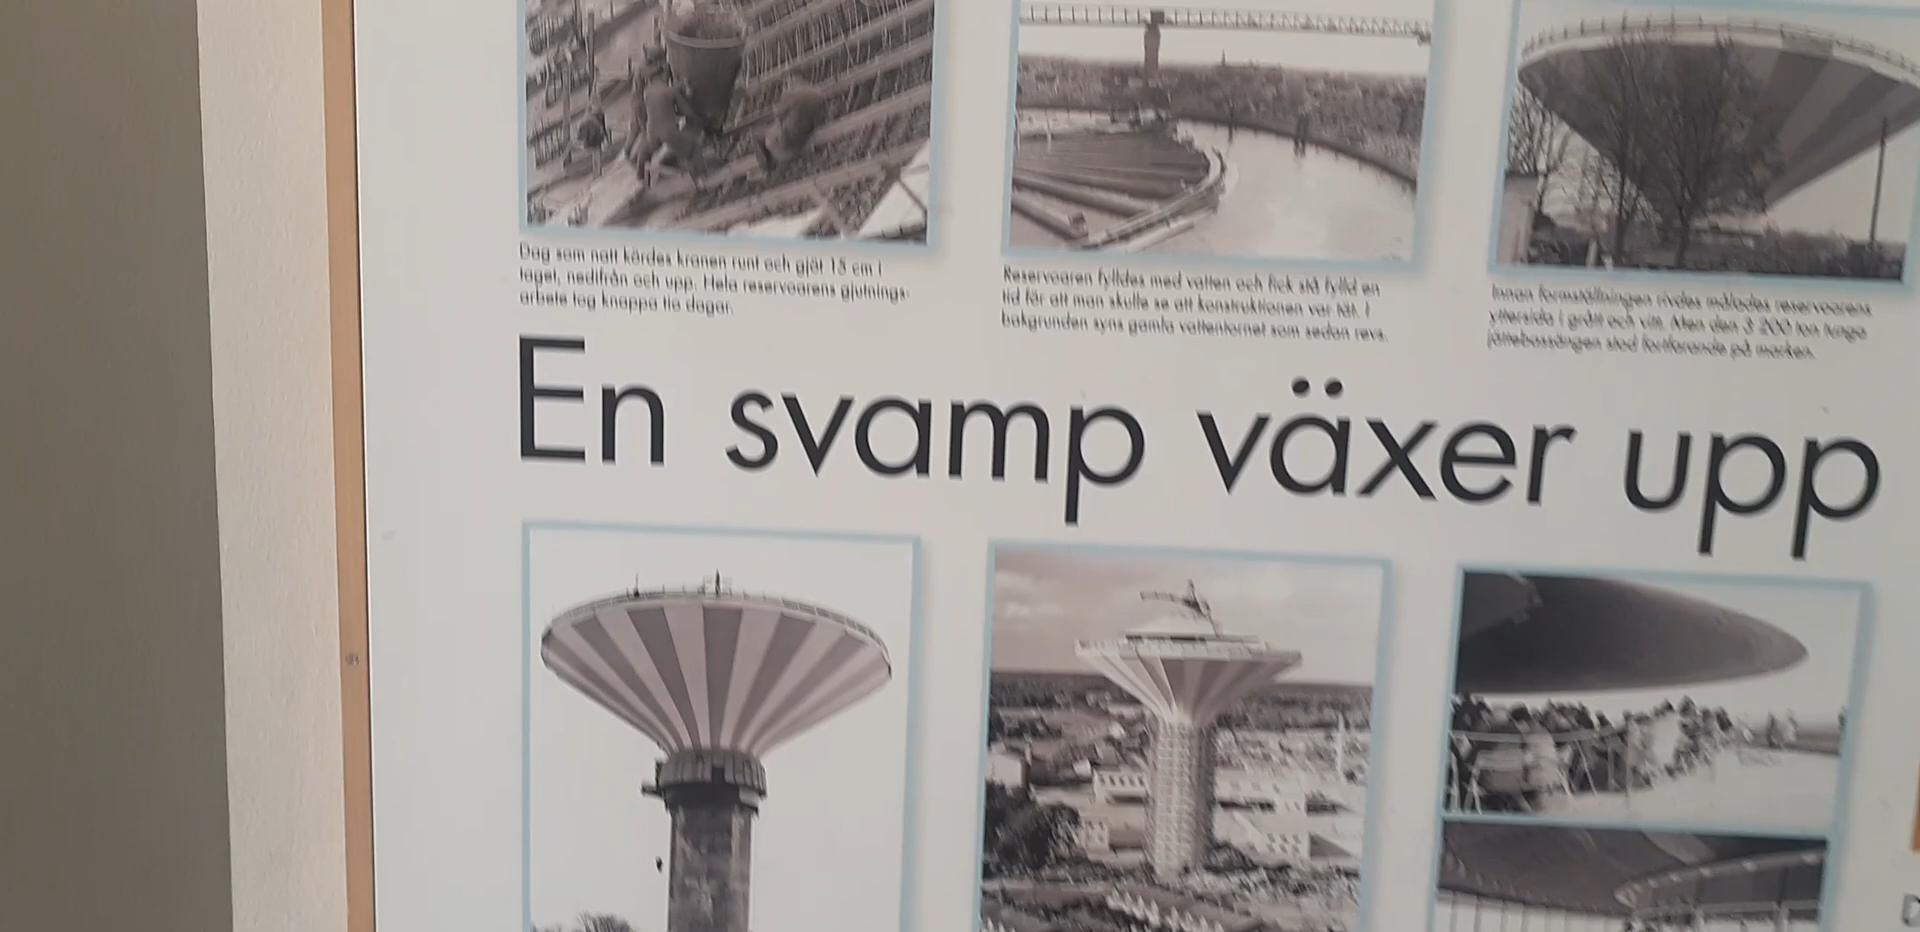 Dag som natt kördes kranen runt och gjöt 15 cm i
taget, nedifrån och upp. Hela reservoarens gjutnings-
arbete tog knappa tio dagar.
Reservoaren fylldes med vatten och fick stå fylld en
tid för att man skulle se att konstruktionen var tät. I
bakgrunden syns gamla vattentornet som sedan revs.
Innan formställningen rivdes målades reservoarens
yttersida i grått och vitt. Men den 3 200 ton tunga
jättebassängen stod fortfarande på marken.
En svamp växer upp